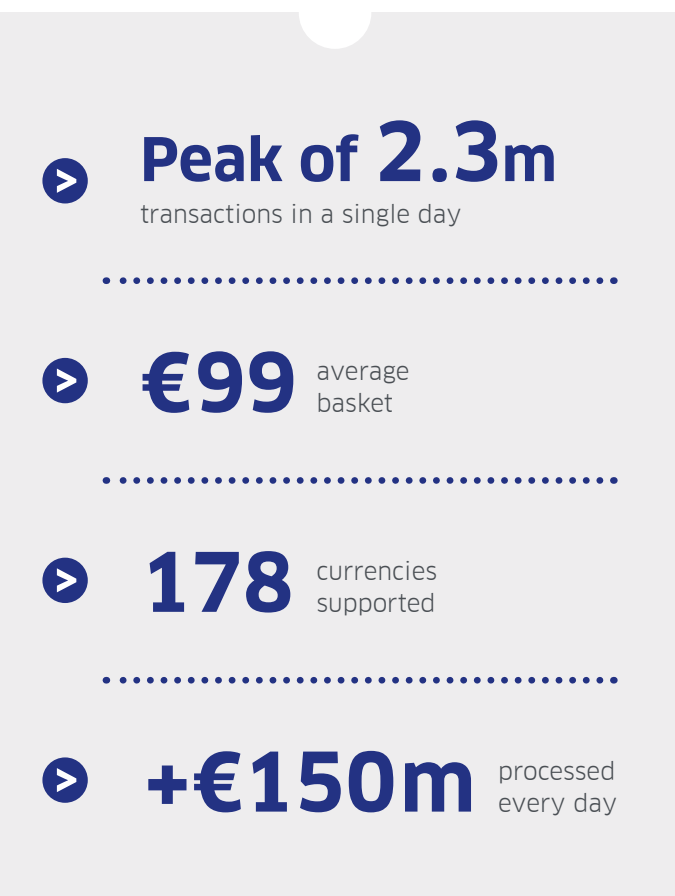 Peak of 2.3m
transactions in a single day
€99 average
basket
178 currencies
supported
+€150m processed
every day